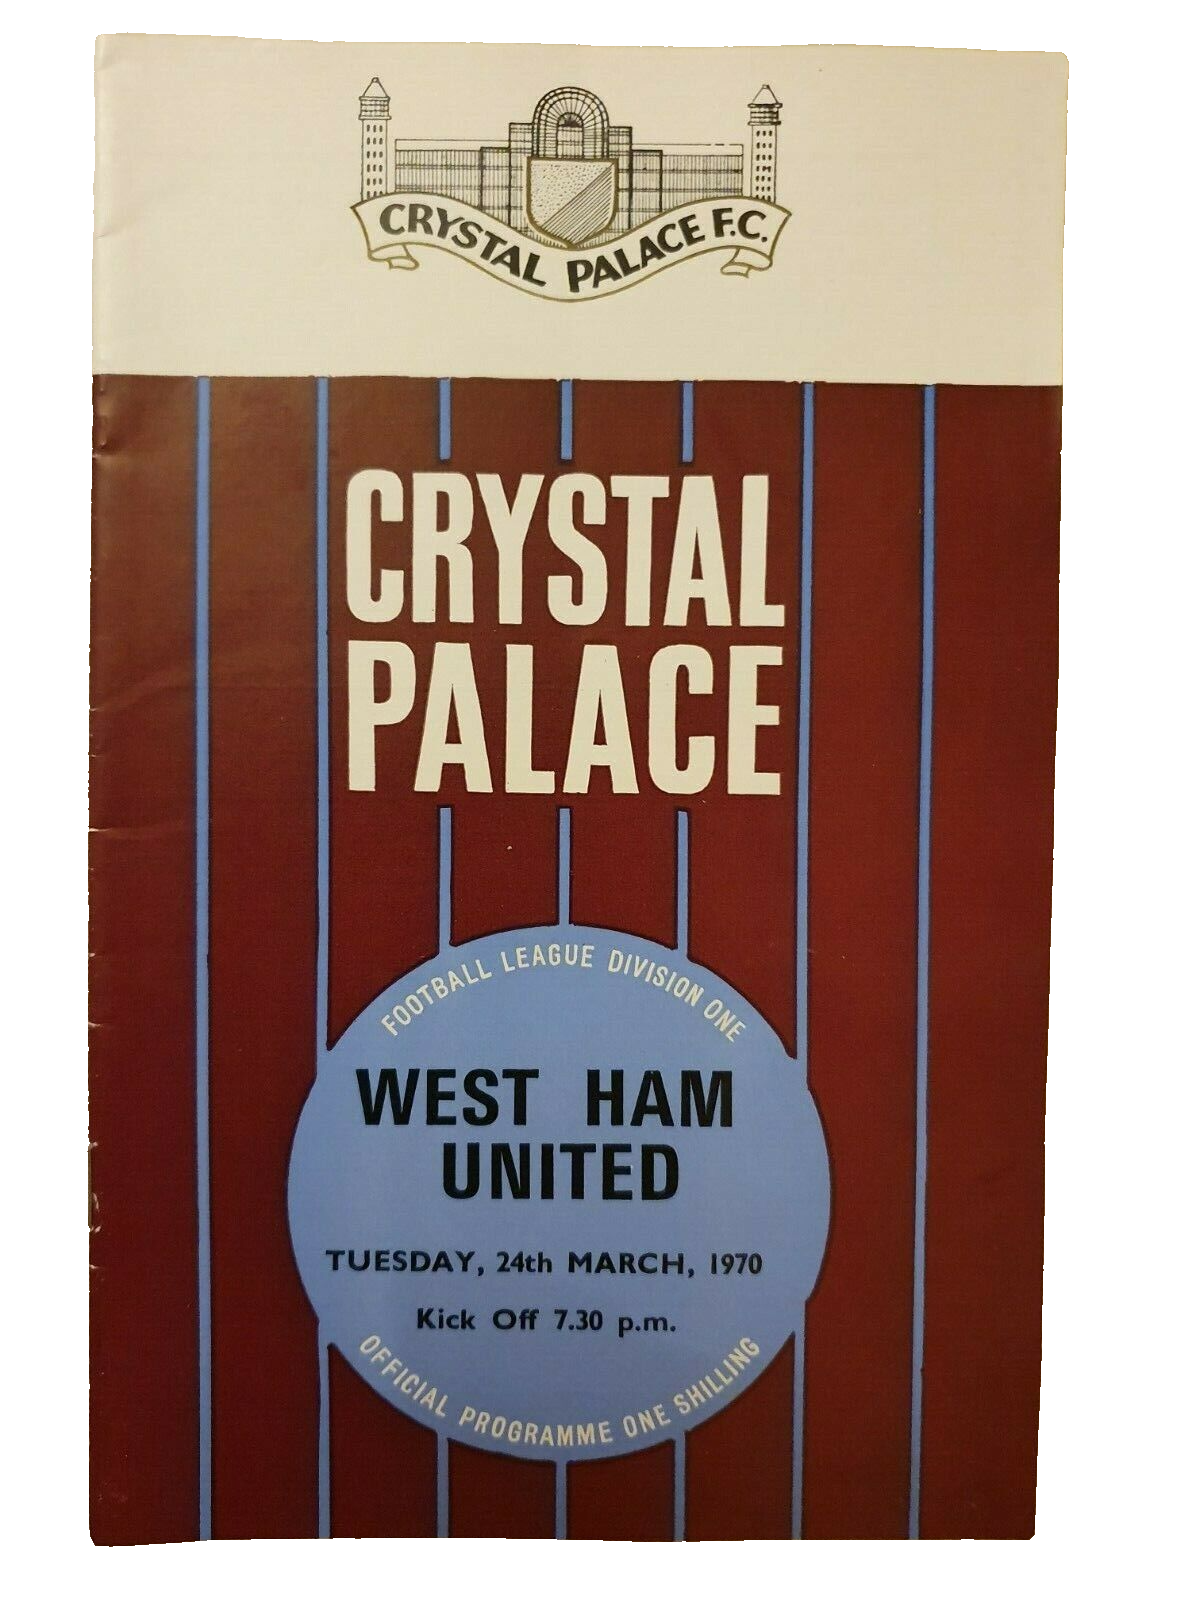 CRYSTAL PALACE F.C.
CRYSTAL
PALACE
FOOTBALL LEAGUE DIVISION ONE
WEST HAM
UNITED
TUESDAY, 24th MARCH, 1970
Kick Off 7.30 p.m.
OFFICIAL PROGRAMME ONE SHILLING